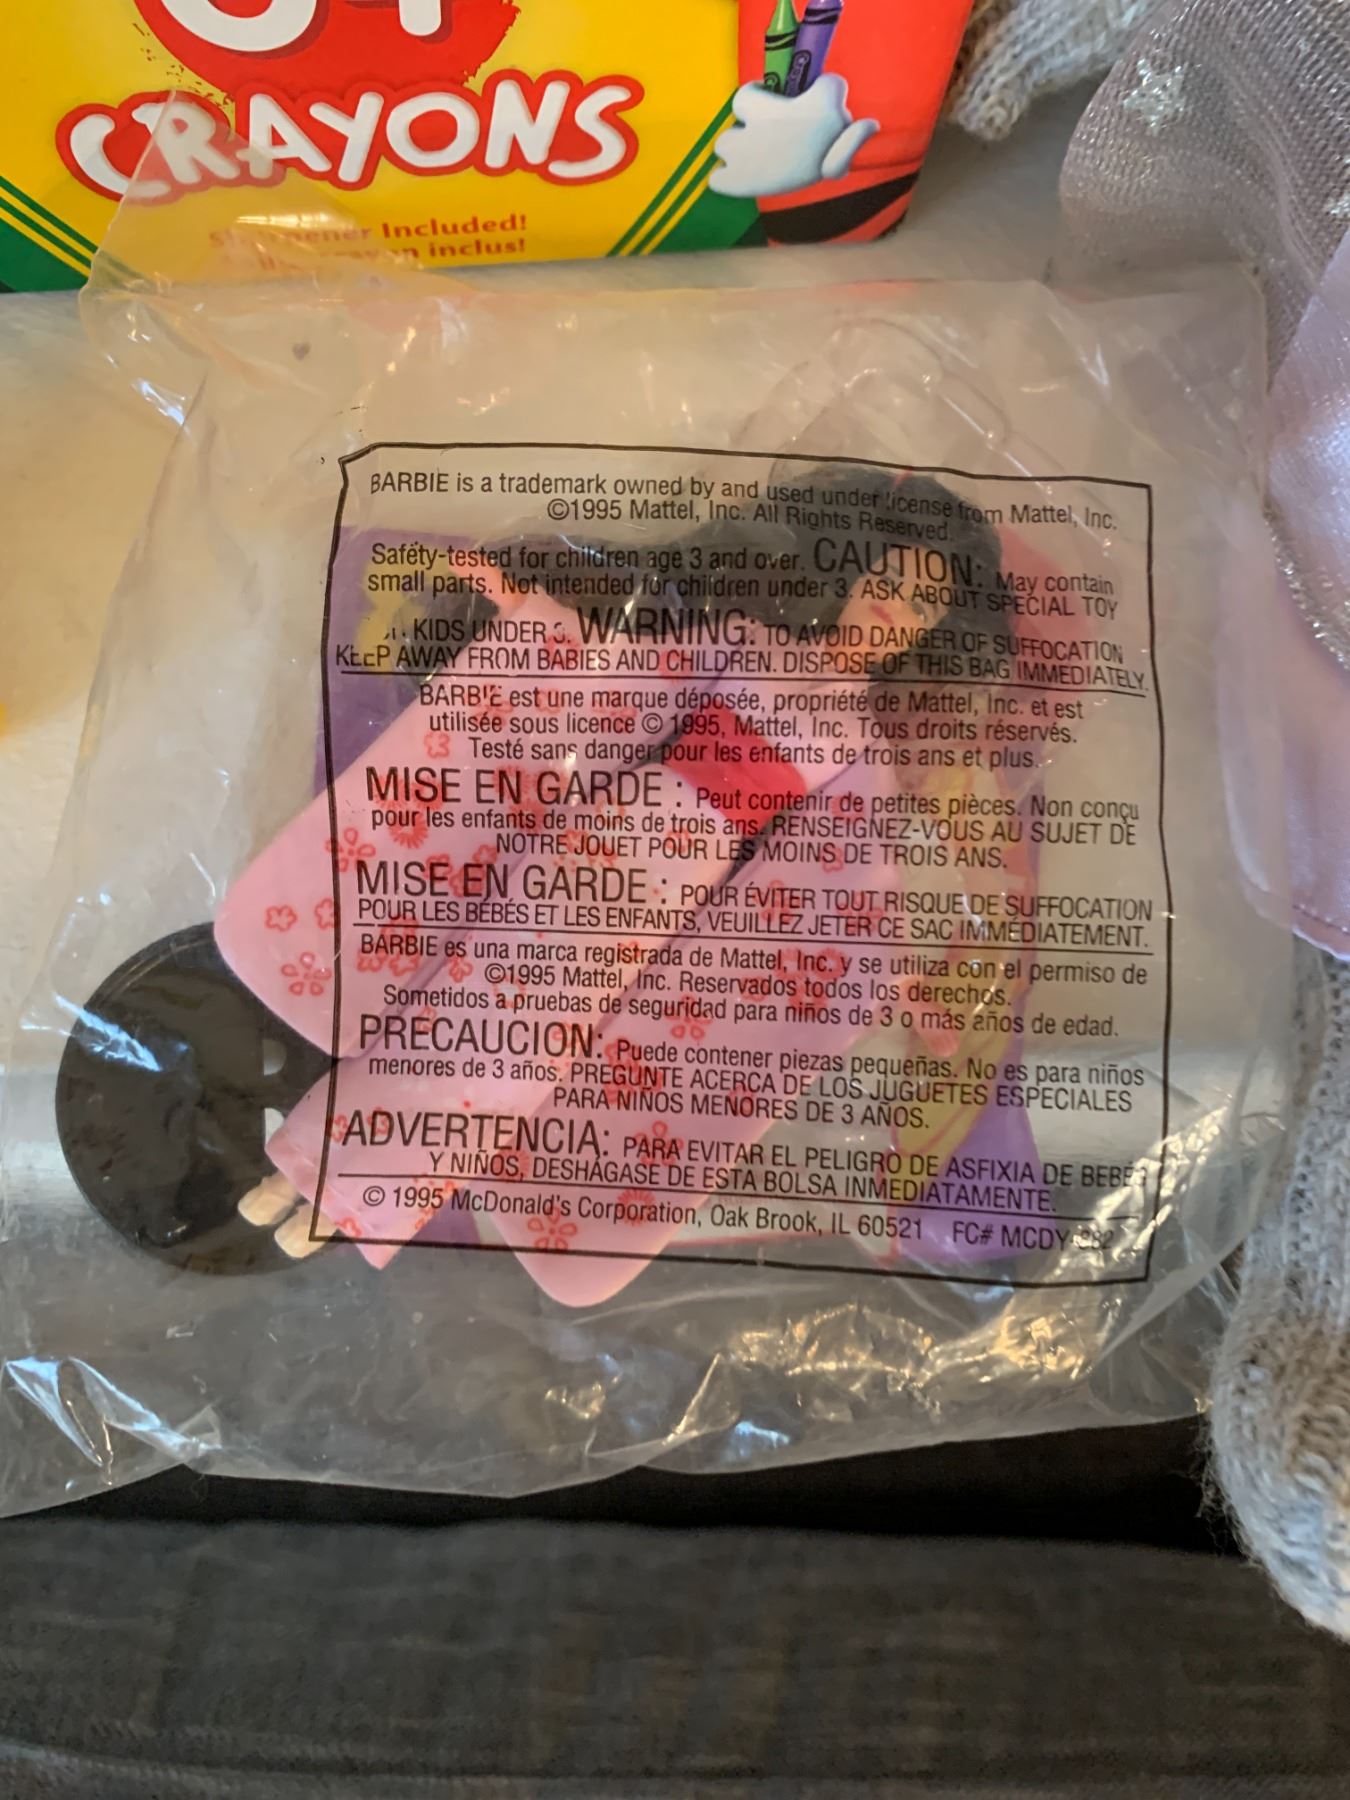 CRAYONS
Included!
inclus!
BARBIE is a trademark owned by and used under license from Mattel, Inc.
©1995 Mattel, Inc. All Rights Reserved.
Safety-tested for children age 3 and over. CAUTION: May contain
small parts. Not intended for children under 3. ASK ABOUT SPECIAL TOY
KIDS UNDER 3. WARNING: TO AVOID DANGER OF SUFFOCATION
KEEP AWAY FROM BABIES AND CHILDREN. DISPOSE OF THIS BAG IMMEDIATELY.
BARBIE est une marque déposée, propriété de Mattel, Inc. et est
utilisée sous licence © 1995, Mattel, Inc. Tous droits réservés.
Testé sans danger pour les enfants de trois ans et plus.
MISE EN GARDE : Peut contenir de petites pièces. Non conçu
pour les enfants de moins de trois ans. RENSEIGNEZ-VOUS AU SUJET DE
NOTRE JOUET POUR LES MOINS DE TROIS ANS.
MISE EN GARDE : POUR ÉVITER TOUT RISQUE DE SUFFOCATION
POUR LES BÉBÉS ET LES ENFANTS, VEUILLEZ JETER CE SAC IMMÉDIATEMENT.
BARBIE es una marca registrada de Mattel, Inc. y se utiliza con el permiso de
©1995 Mattel, Inc. Reservados todos los derechos.
Sometidos a pruebas de seguridad para niños de 3 o más años de edad.
PRECAUCION: Puede contener piezas pequeñas. No es para niños
menores de 3 años. PREGUNTE ACERCA DE LOS JUGUETES ESPECIALES
PARA NIÑOS MENORES DE 3 AÑOS.
ADVERTENCIA: PARA EVITAR EL PELIGRO DE ASFIXIA DE BEBÉS
Y NIÑOS, DESHÁGASE DE ESTA BOLSA INMEDIATAMENTE.
© 1995 McDonald's Corporation, Oak Brook, IL 60521 FC# MCDY-282